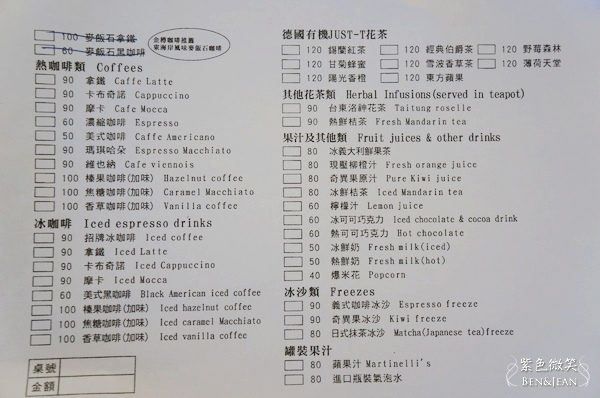 100 麥飯石拿鐵
60 麥飯石黑咖啡
金樽咖啡推薦
東海岸風味麥飯石咖啡
熱咖啡類 Coffees
90 拿鐵 Caffe Latte
90 卡布奇諾 Cappuccino
90 摩卡 Cafe Mocca
60 濃縮咖啡 Espresso
50 美式咖啡 Caffe Americano
90 瑪琪哈朵 Espresso Macchiato
90 維也納 Cafe viennois
100 榛果咖啡(加味) Hazelnut coffee
100 焦糖咖啡(加味) Caramel Macchiato
100 香草咖啡(加味) Vanilla coffee
冰咖啡 Iced espresso drinks
90 招牌冰咖啡 Iced coffee
90 拿鐵 Iced Latte
90 卡布奇諾 Iced Cappuccino
90 摩卡 Iced Mocca
60 美式黑咖啡 Black American iced coffee
100 榛果咖啡(加味) Iced hazelnut coffee
100 焦糖咖啡(加味) Iced caramel Macchiato
100 香草咖啡(加味) Iced vanilla coffee
桌號
金額
德國有機JUST-T花茶
120 錫蘭紅茶 120 經典伯爵茶 120 野莓森林
120 甘菊蜂蜜 120 雪波香草茶 120 薄荷天堂
120 陽光香橙 120 東方蘋果
其他花茶類 Herbal Infusions(served in teapot)
90 台東洛神花茶 Taitung roselle
90 熱鮮桔茶 Fresh Mandarin tea
果汁及其他類 Fruit juices & other drinks
80 冰義大利鮮果茶
80 現壓柳橙汁 Fresh orange juice
80 奇異果原汁 Pure Kiwi juice
80 冰鮮桔茶 Iced Mandarin tea
60 檸檬汁 Lemon juice
60 冰可可巧克力 Iced chocolate & cocoa drink
60 熱可可巧克力 Hot chocolate
50 冰鮮奶 Fresh milk(iced)
50 熱鮮奶 Fresh milk(hot)
40 爆米花 Popcorn
冰沙類 Freezes
90 義式咖啡冰沙 Espresso freeze
90 奇異果冰沙 Kiwi freeze
80 日式抹茶冰沙 Matcha(Japanese tea)freeze
罐裝果汁
80 蘋果汁 Martinelli's
80 進口瓶裝氣泡水
紫色微笑
BEN&JEAN